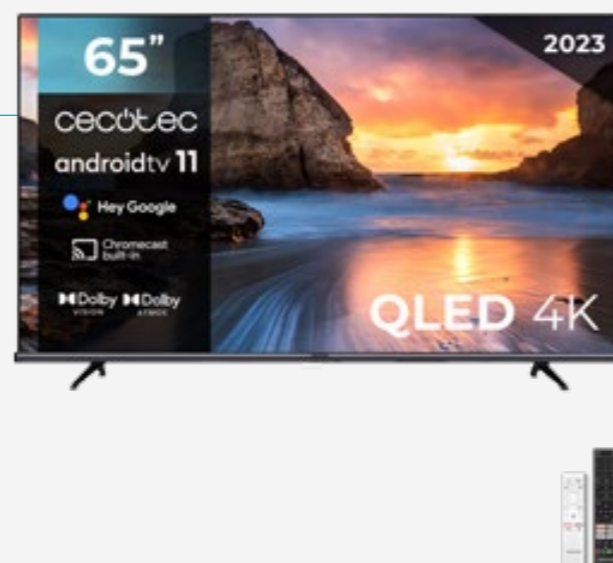 65”
2023
cecotec
androidtv 11
Hey Google
Chromecast
built-in
Dolby Dolby
VISION ATMOS
QLED 4K